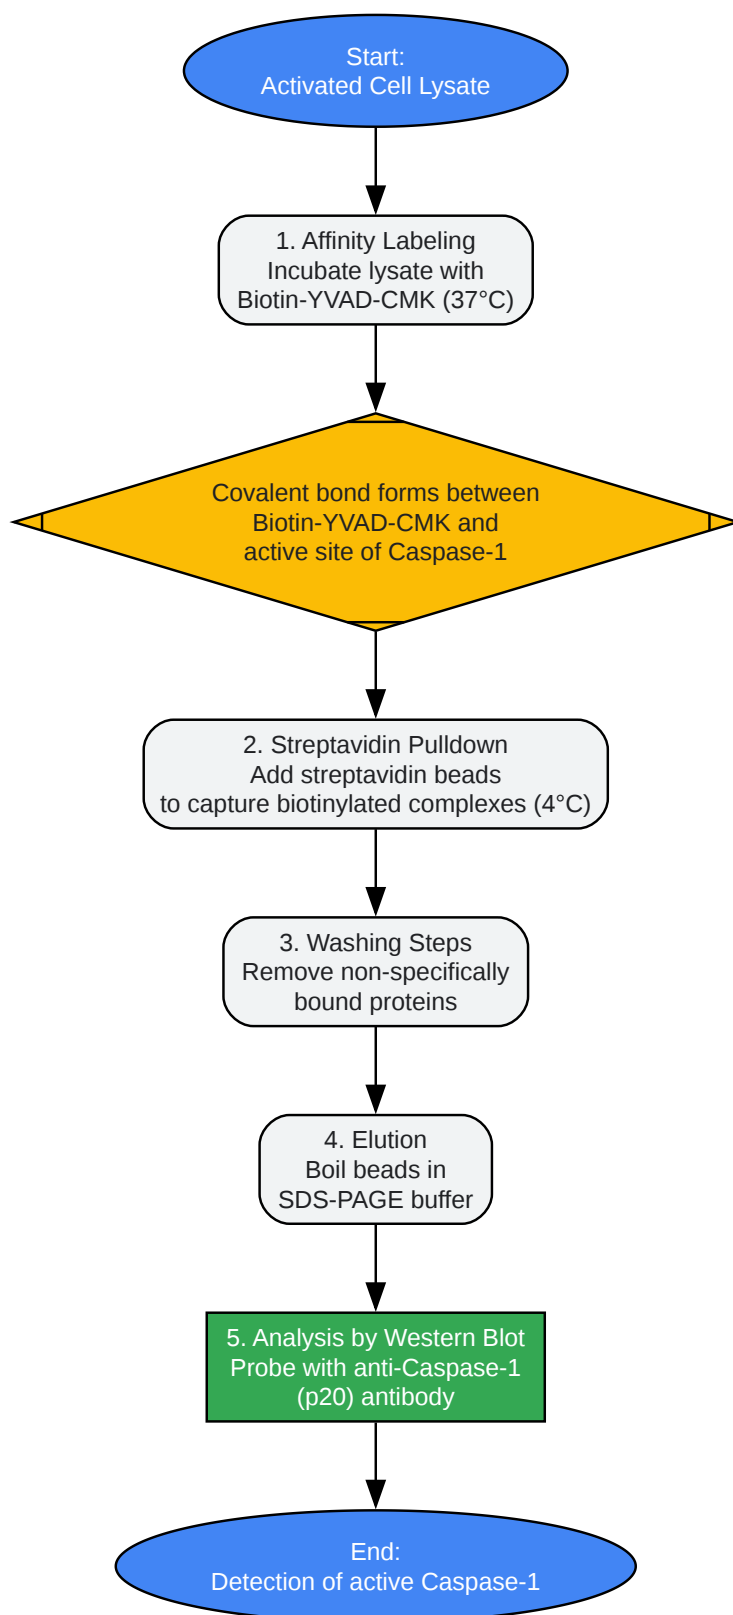 Start:
Activated Cell Lysate
1. Affinity Labeling
Incubate lysate with
Biotin-YVAD-CMK (37°C)
Covalent bond forms between
Biotin-YVAD-CMK and
active site of Caspase-1
2. Streptavidin Pulldown
Add streptavidin beads
to capture biotinylated complexes (4°C)
3. Washing Steps
Remove non-specifically
bound proteins
4. Elution
Boil beads in
SDS-PAGE buffer
5. Analysis by Western Blot
Probe with anti-Caspase-1
(p20) antibody
End:
Detection of active Caspase-1